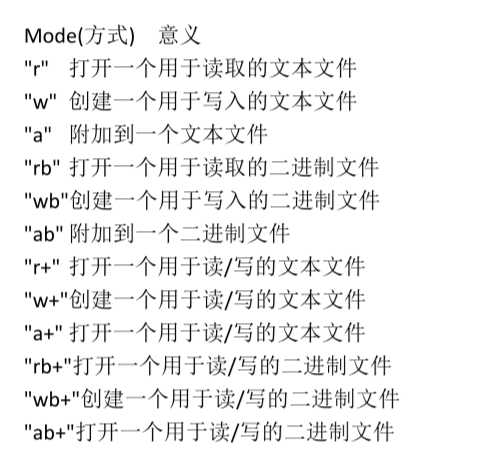 Mode(方式)    意义
"r"   打开一个用于读取的文本文件
"w"  创建一个用于写入的文本文件
"a"   附加到一个文本文件
"rb"  打开一个用于读取的二进制文件
"wb"创建一个用于写入的二进制文件
"ab" 附加到一个二进制文件
"r+"  打开一个用于读/写的文本文件
"w+"创建一个用于读/写的文本文件
"a+" 打开一个用于读/写的文本文件
"rb+"打开一个用于读/写的二进制文件
"wb+"创建一个用于读/写的二进制文件
"ab+"打开一个用于读/写的二进制文件